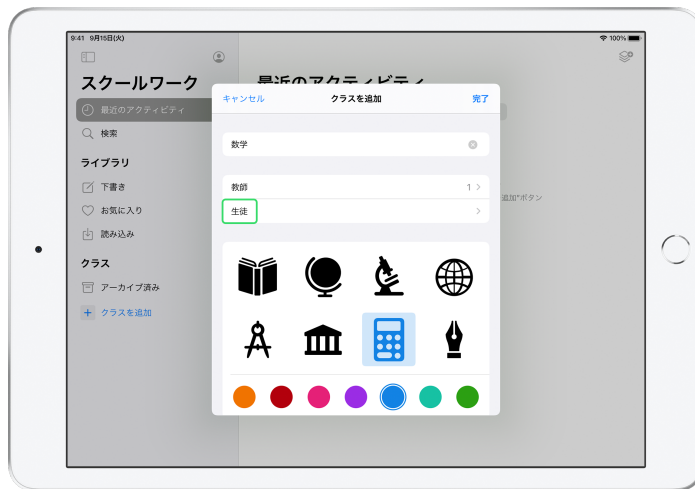 9:41 9月15日(火)
100%
スクールワーク
最近のアクティビティ
検索
ライブラリ
下書き
お気に入り
読み込み
クラス
アーカイブ済み
クラスを追加
最近のアクティビティ
追加"ボタン
キャンセル
クラスを追加
完了
数学
教師
1
生徒